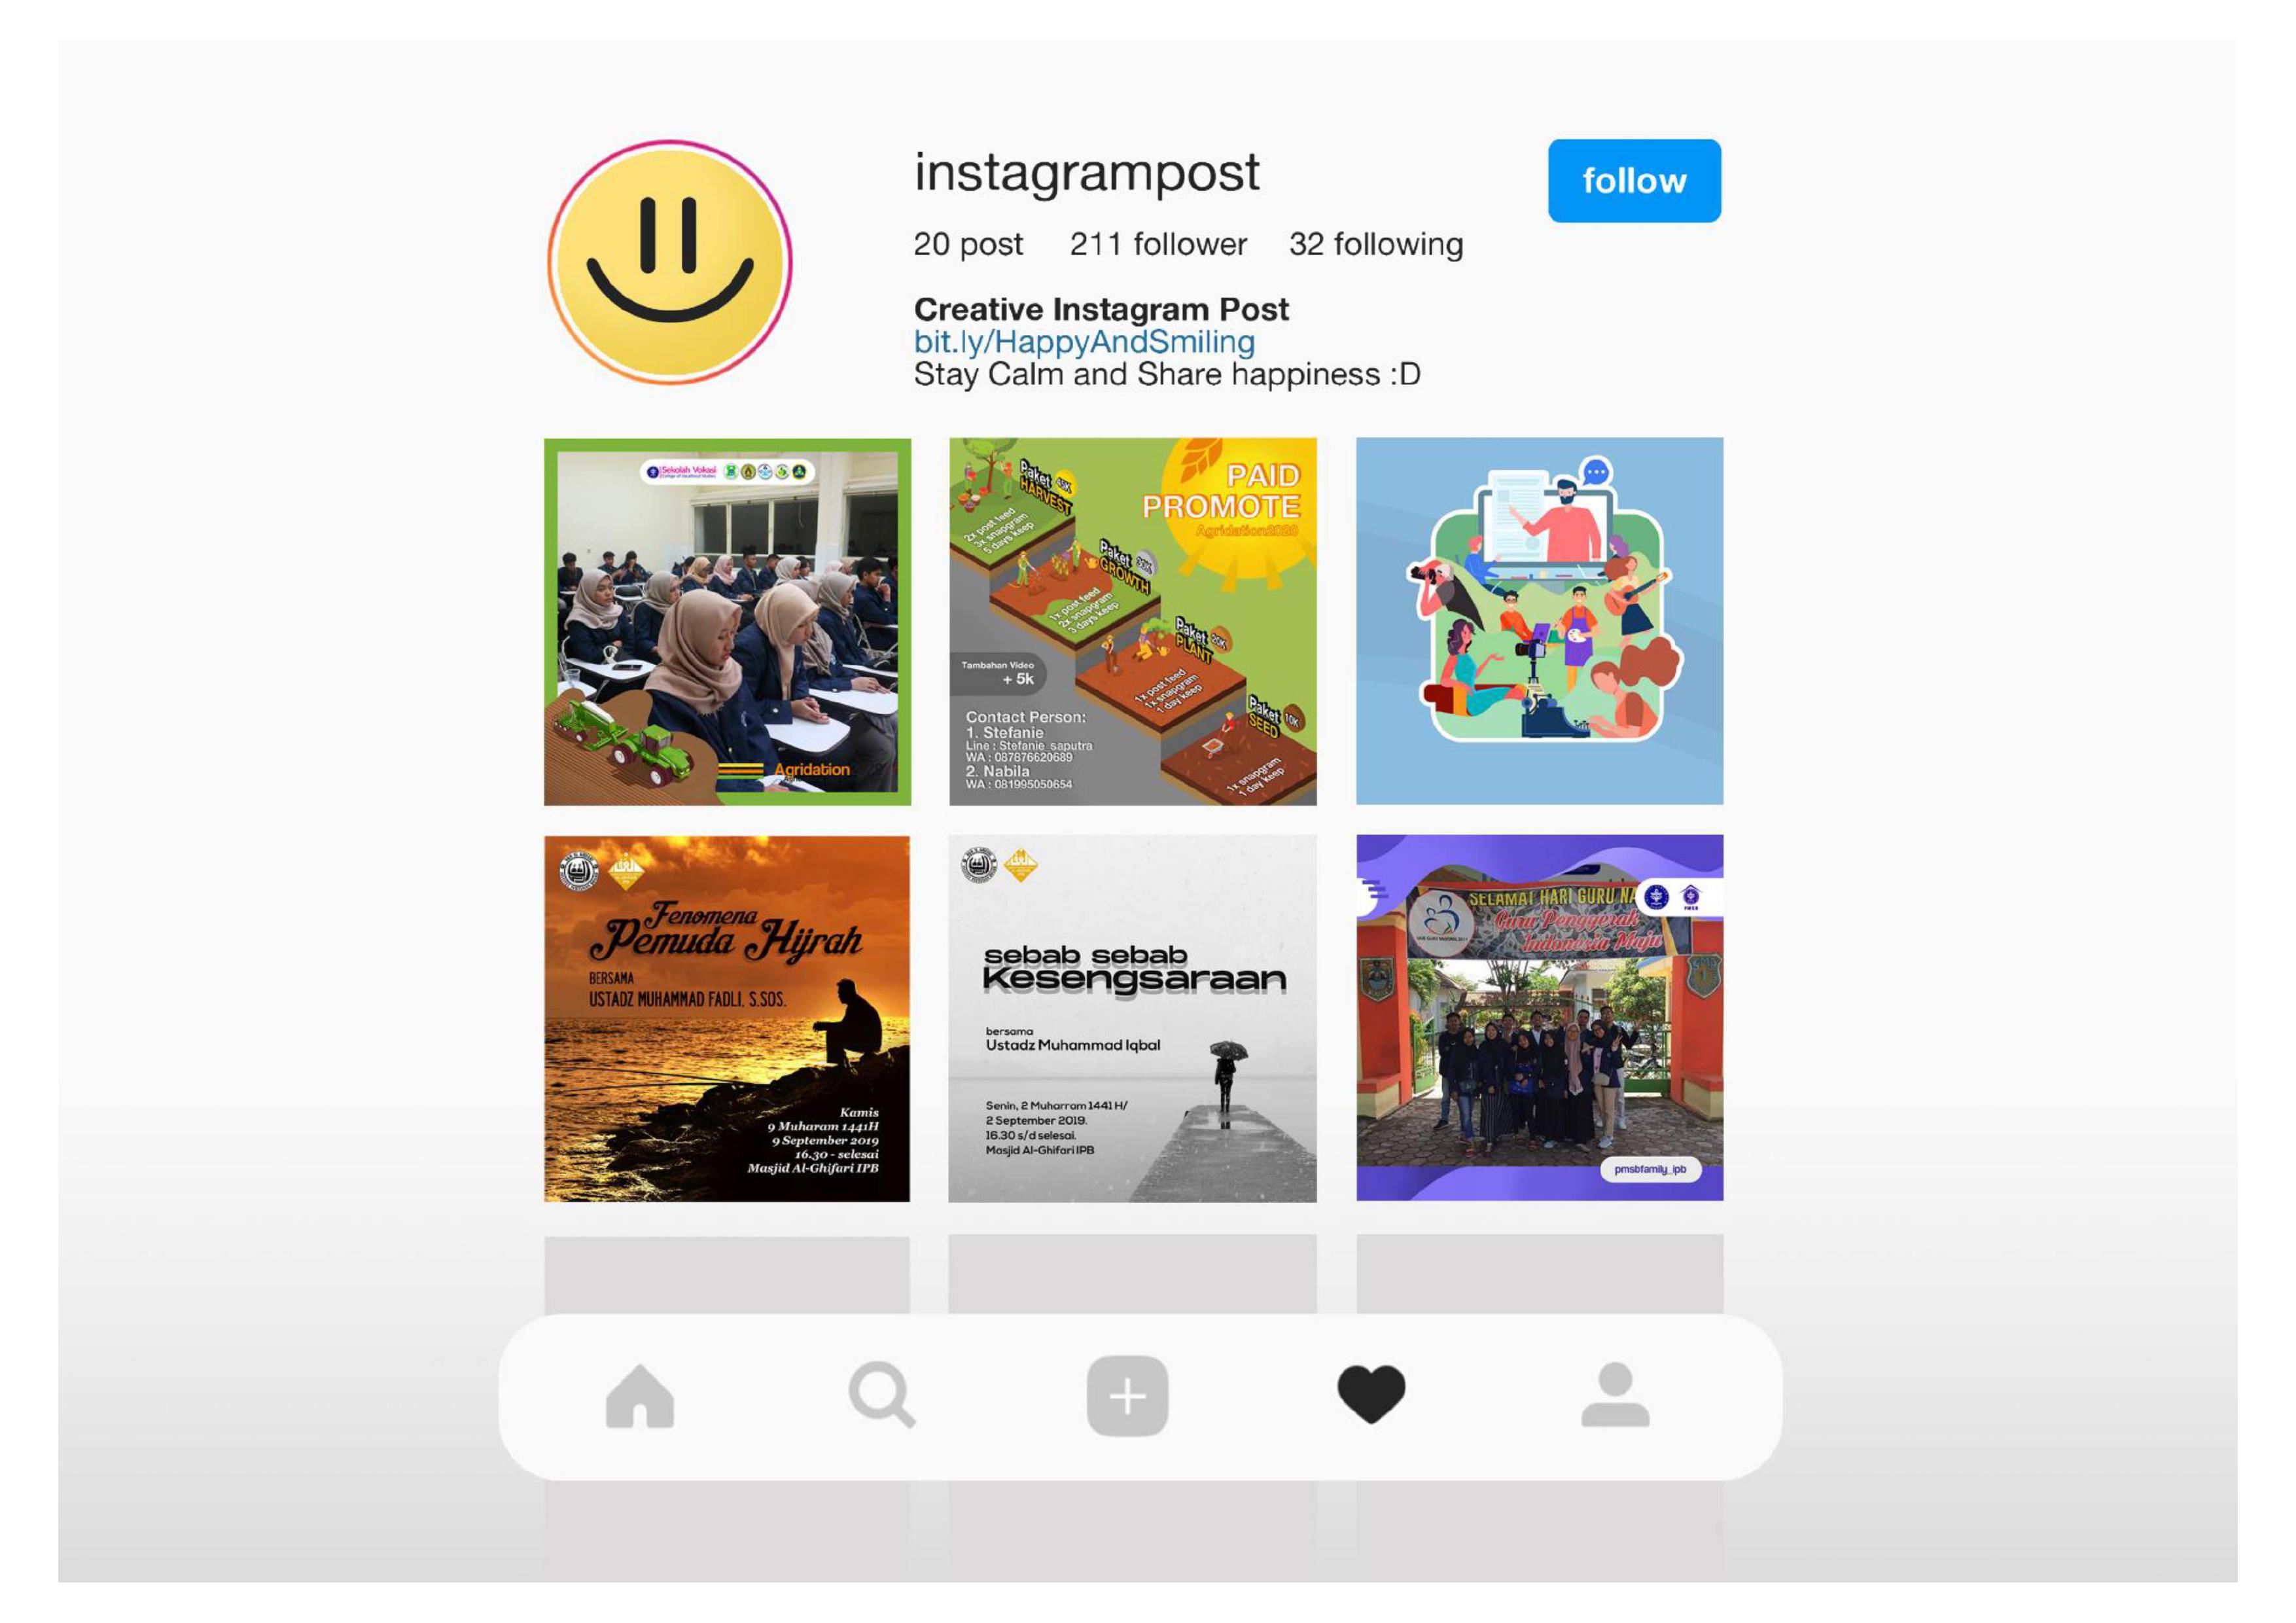 instagrampost
follow
20 post 211 follower 32 following
Creative Instagram Post
bit.ly/HappyAndSmiling
Stay Calm and Share happiness :D
Sekolah Vokasi
College of Vocational Studies
Agridation
PAID
PROMOTE
Agridation2020
Paket 45K
HARVEST
2x post feed
3x snapgram
5 days keep
Paket 30K
GROWTH
1x post feed
2x snapgram
3 days keep
Paket 20K
PLANT
1x post feed
1x snapgram
1 day keep
Paket 10K
SEED
1x snapgram
1 day keep
Tambahan Video
+ 5k
Contact Person:
1. Stefanie
Line : Stefanie_saputra
WA : 087876620689
2. Nabila
WA : 081995050654
Fenomena
Pemuda Hijrah
BERSAMA
USTADZ MUHAMMAD FADLI, S.SOS.
Kamis
9 Muharam 1441H
9 September 2019
16.30 - selesai
Masjid Al-Ghifari IPB
sebab sebab
Kesengsaraan
bersama
Ustadz Muhammad Iqbal
Senin, 2 Muharram 1441 H/
2 September 2019.
16.30 s/d selesai.
Masjid Al-Ghifari IPB
SELAMAT HARI GURU NA
Guru Penggerak
Indonesia Maju
PMSB
pmsbfamily_ipb